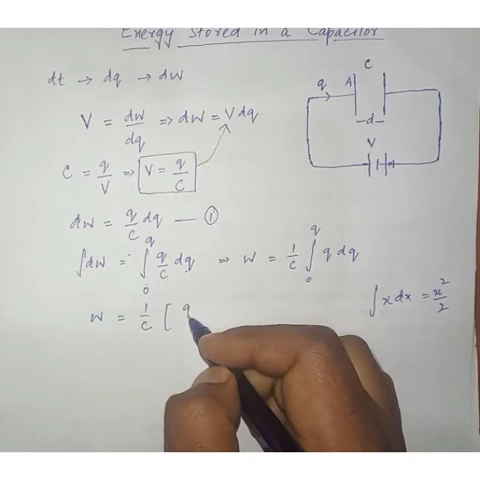 Energy Stored in a Capacitor
dt → dq → dw
V = dw/dq ⇒ dw = Vdq
C = q/V ⇒ V = q/C
dw = q/C dq — ①
∫dw = ∫₀^q q/C dq ⇒ W = 1/C ∫₀^q q dq
W = 1/C [ q
C
q
A
d
V
∫x dx = x²/2